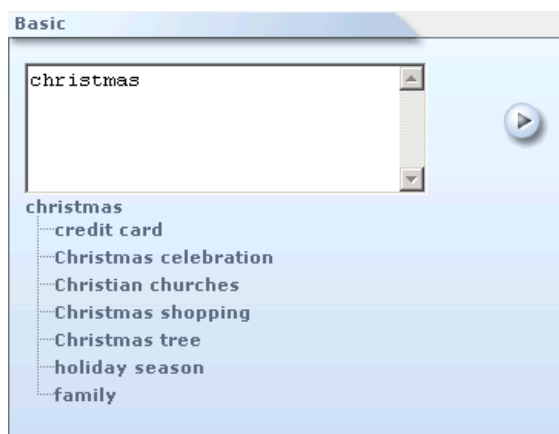 Basic
christmas
christmas
credit card
Christmas celebration
Christian churches
Christmas shopping
Christmas tree
holiday season
family